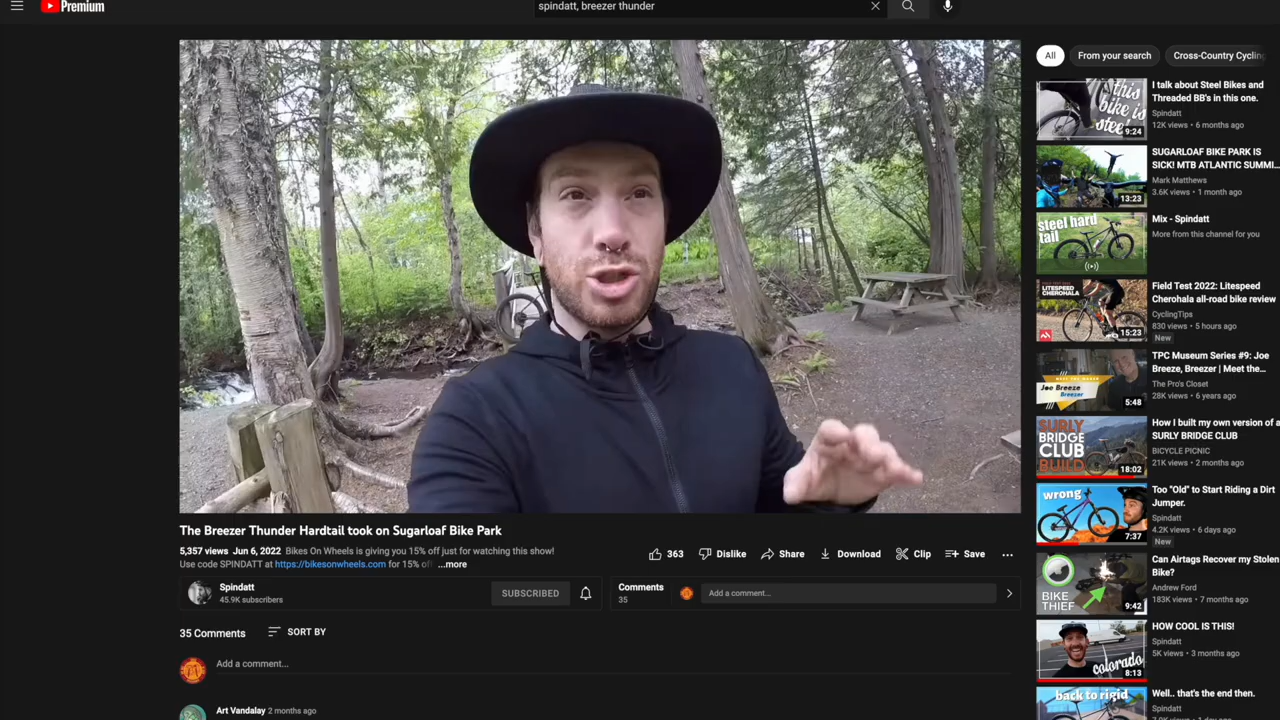 Premium
spindatt, breezer thunder
All
From your search
Cross-Country Cycling
this
bike is
steel
9:24
I talk about Steel Bikes and
Threaded BB's in this one.
Spindatt
12K views • 6 months ago
13:23
SUGARLOAF BIKE PARK IS
SICK! MTB ATLANTIC SUMMI...
Mark Matthews
3.6K views • 1 month ago
steel hard
tail
Mix - Spindatt
More from this channel for you
15:23
Field Test 2022: Litespeed
Cherohala all-road bike review
CyclingTips
830 views • 5 hours ago
New
Joe Breeze
Breezer
5:48
TPC Museum Series #9: Joe
Breeze, Breezer | Meet the...
The Pro's Closet
28K views • 6 years ago
SURLY
BRIDGE
CLUB
BUILD
18:02
How I built my own version of a
SURLY BRIDGE CLUB
BICYCLE PICNIC
21K views • 2 months ago
wrong
7:37
Too "Old" to Start Riding a Dirt
Jumper.
Spindatt
4.2K views • 6 days ago
New
BIKE
THIEF
9:42
Can Airtags Recover my Stolen
Bike?
Andrew Ford
183K views • 7 months ago
colorado
8:13
HOW COOL IS THIS!
Spindatt
5K views • 3 months ago
back to rigid
Well.. that's the end then.
Spindatt
The Breezer Thunder Hardtail took on Sugarloaf Bike Park
5,357 views Jun 6, 2022 Bikes On Wheels is giving you 15% off just for watching this show!
Use code SPINDATT at https://bikesonwheels.com for 15% off ...more
363
Dislike
Share
Download
Clip
Save
Spindatt
45.9K subscribers
SUBSCRIBED
Comments
35
Add a comment...
35 Comments
SORT BY
Add a comment...
Art Vandalay 2 months ago